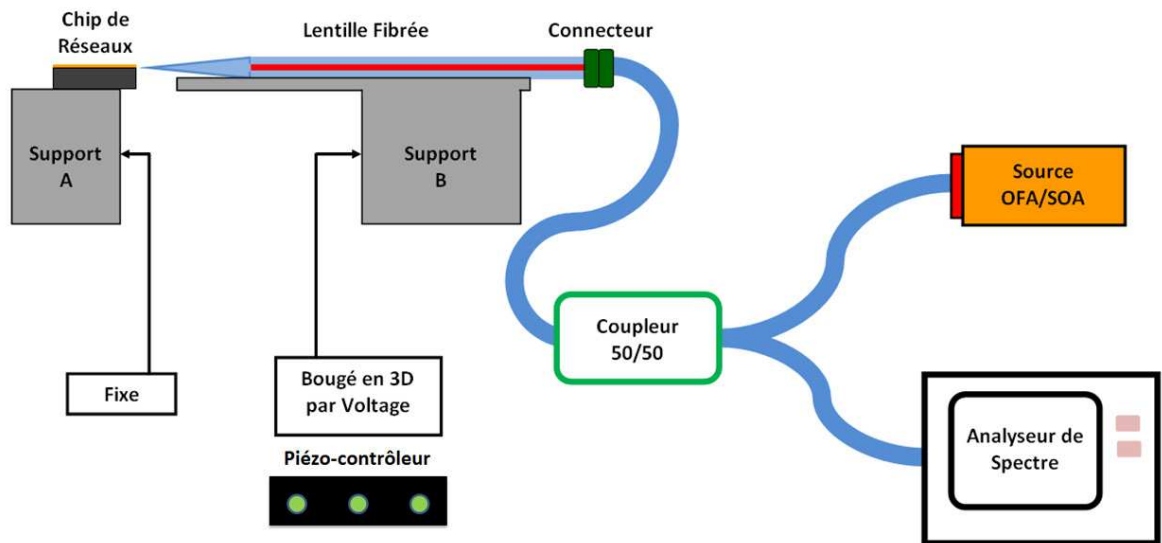 Chip de
Réseaux
Lentille Fibrée
Connecteur
Support
A
Support
B
Source
OFA/SOA
Coupleur
50/50
Fixe
Bougé en 3D
par Voltage
Piézo-contrôleur
Analyseur de
Spectre